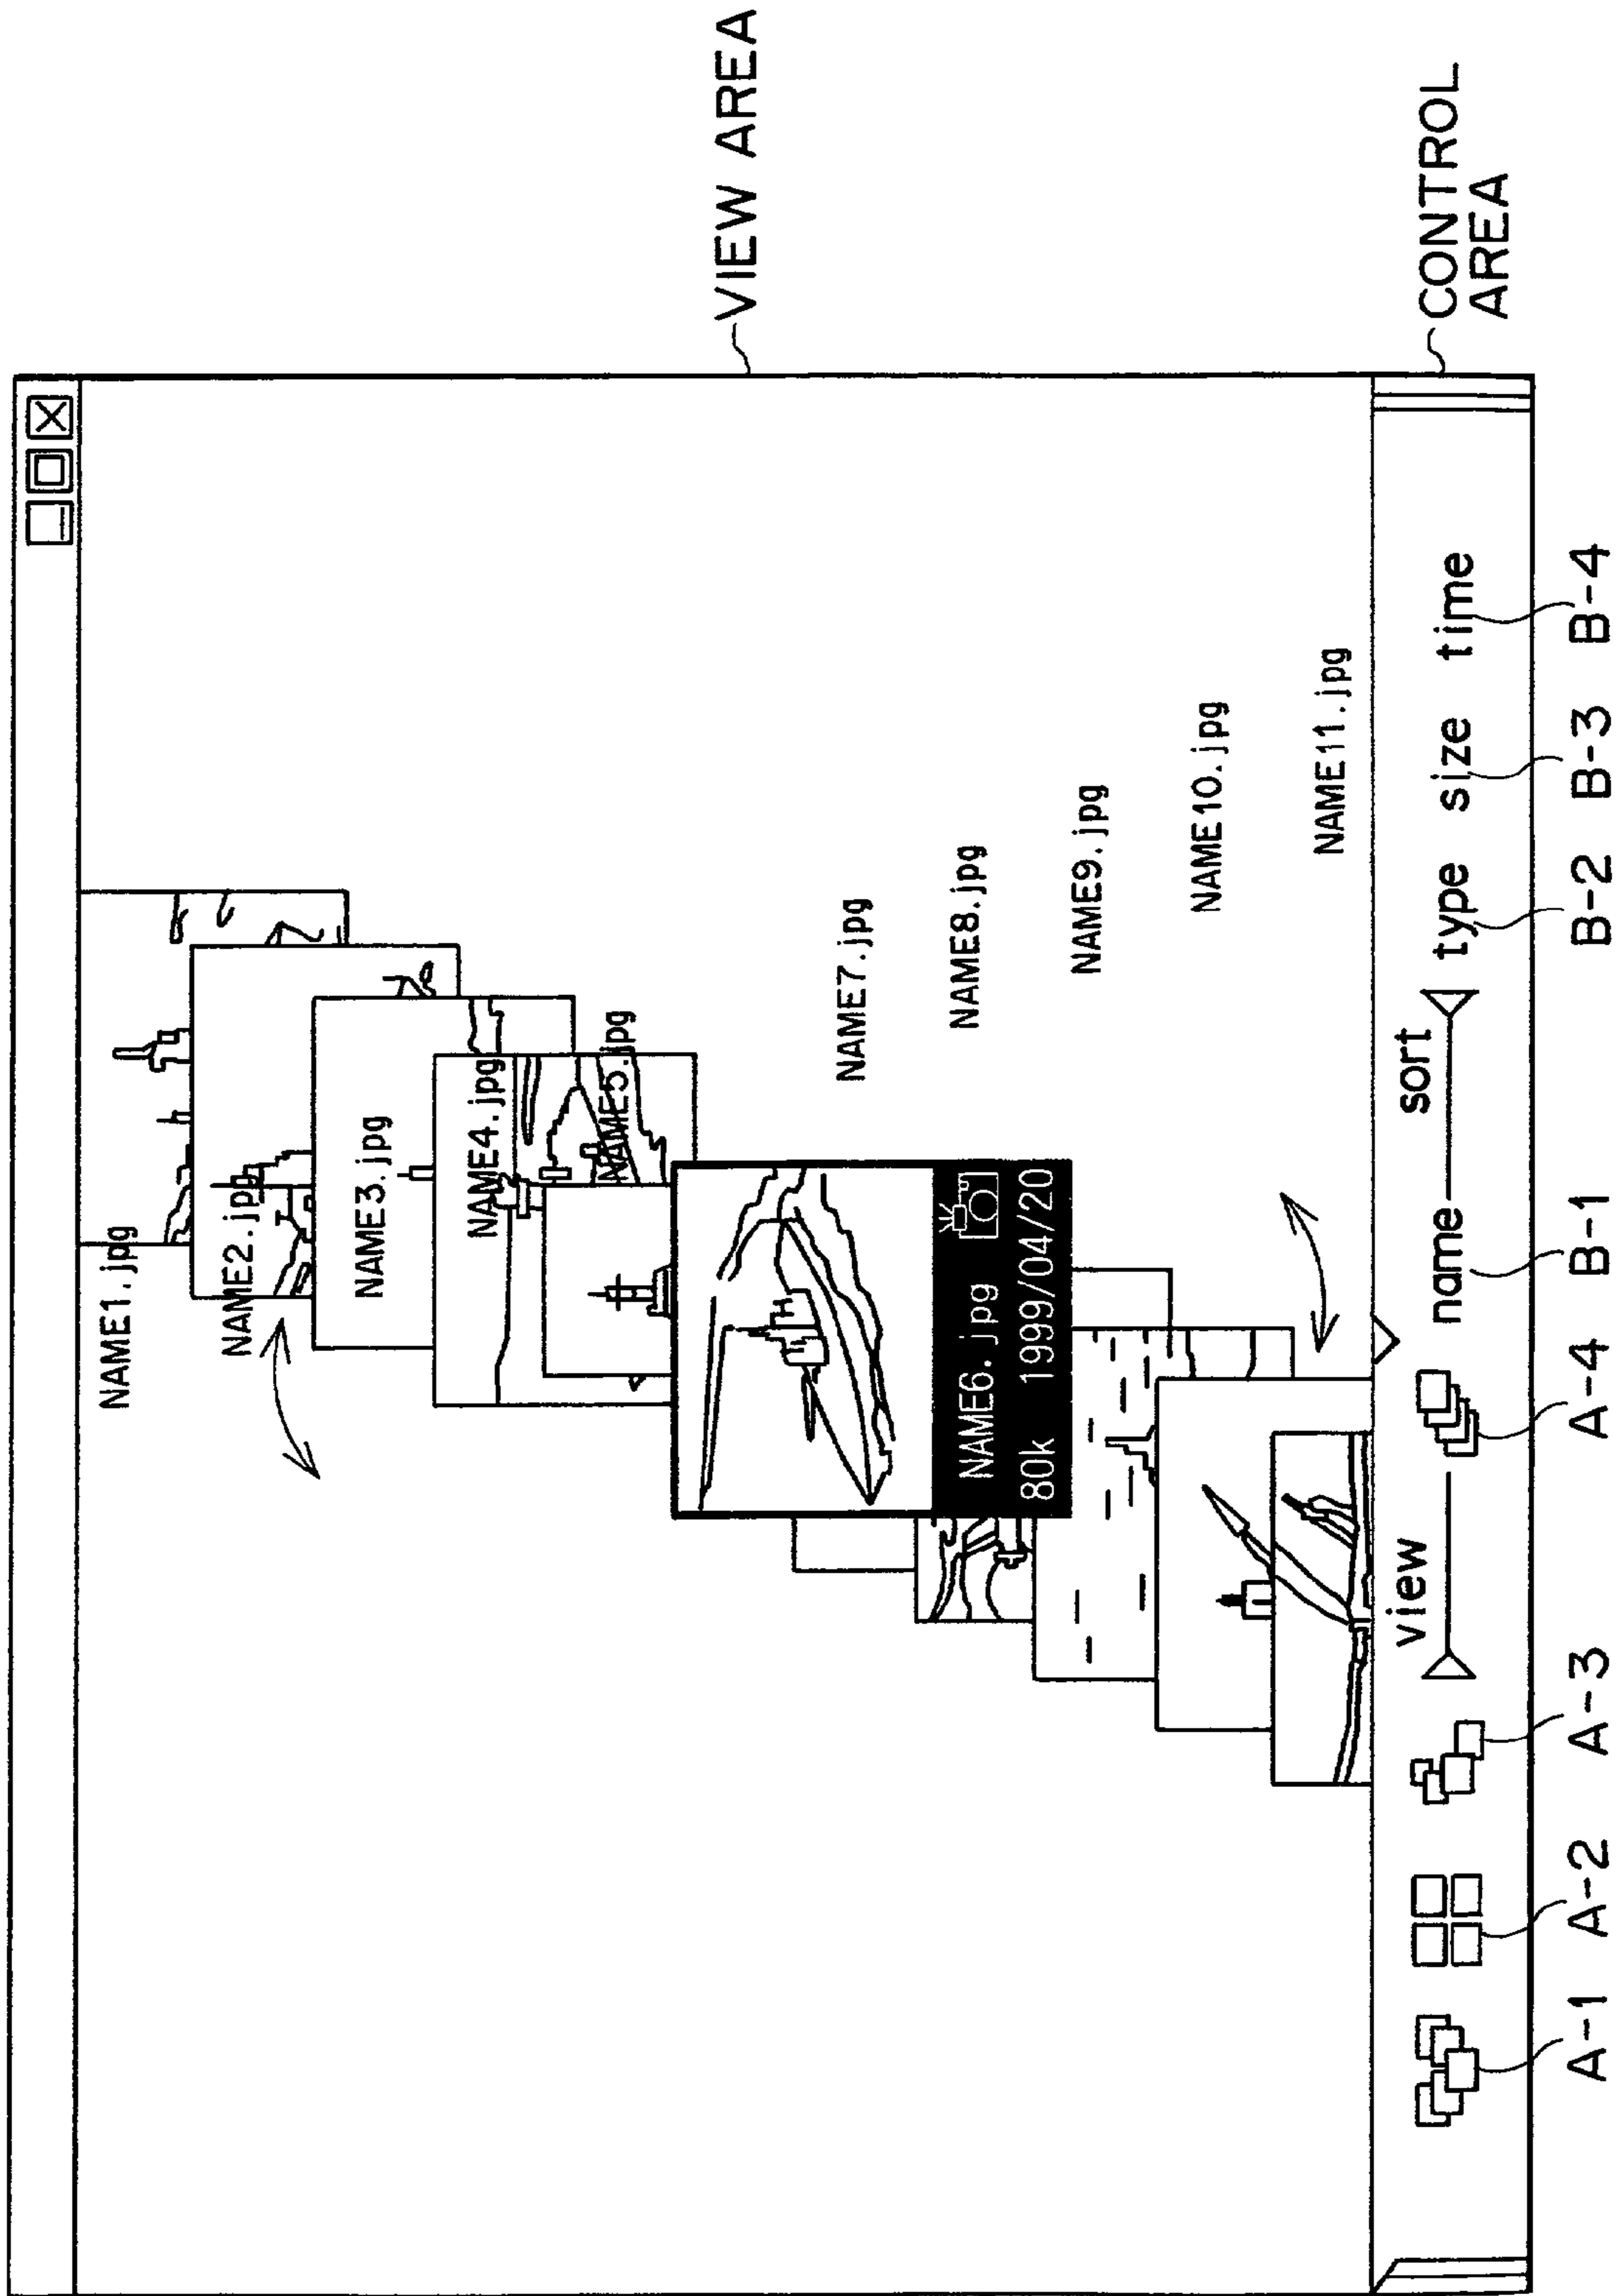 VIEW AREA
NAME1.jpg
NAME2.jpg
NAME3.jpg
NAME4.jpg
NAME5.jpg
NAME6.jpg
80k 1999/04/20
NAME7.jpg
NAME8.jpg
NAME9.jpg
NAME10.jpg
NAME11.jpg
CONTROL
AREA
view sort
name type size time
A-1 A-2 A-3 A-4 B-1 B-2 B-3 B-4